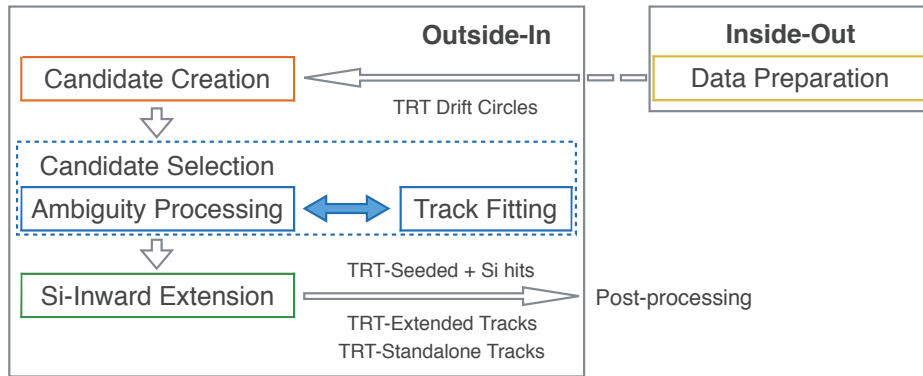 Outside-In
Inside-Out
Candidate Creation
Data Preparation
TRT Drift Circles
Candidate Selection
Ambiguity Processing
Track Fitting
TRT-Seeded + Si hits
Si-Inward Extension
Post-processing
TRT-Extended Tracks
TRT-Standalone Tracks